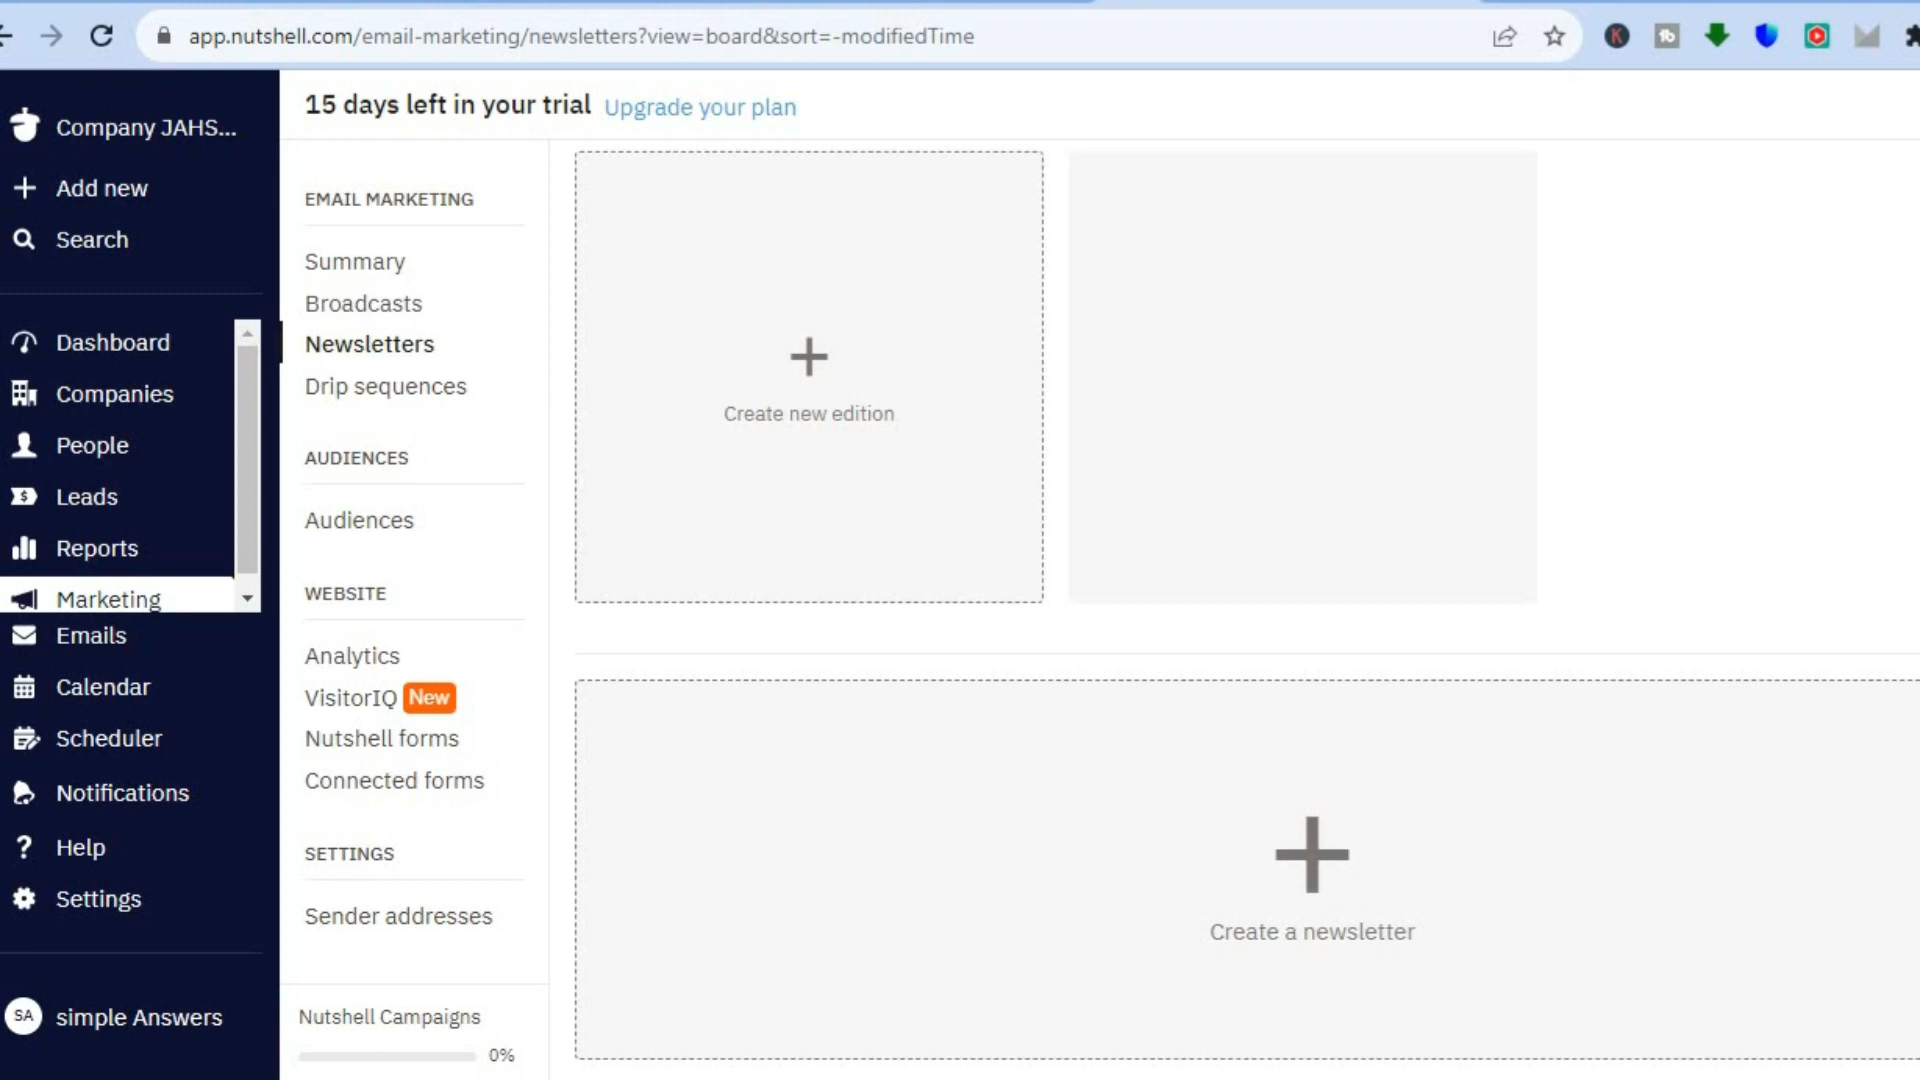 app.nutshell.com/email-marketing/newsletters?view=board&sort=-modifiedTime
15 days left in your trial Upgrade your plan
Company JAHS...
Add new
Search
Dashboard
Companies
People
Leads
Reports
Marketing
Emails
Calendar
Scheduler
Notifications
Help
Settings
SA simple Answers
EMAIL MARKETING
Summary
Broadcasts
Newsletters
Drip sequences
AUDIENCES
Audiences
WEBSITE
Analytics
VisitorIQ New
Nutshell forms
Connected forms
SETTINGS
Sender addresses
Nutshell Campaigns
0%
Create new edition
Create a newsletter